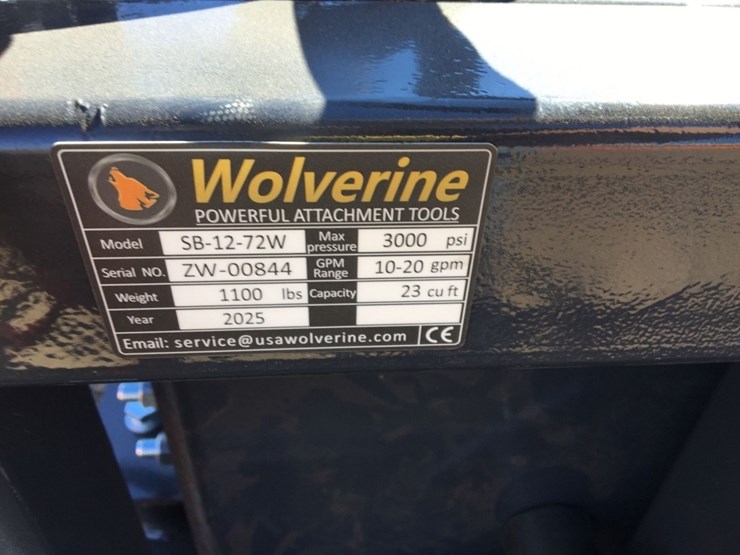 Wolverine
POWERFUL ATTACHMENT TOOLS
Model SB-12-72W Max pressure 3000 psi
Serial NO. ZW-00844 GPM Range 10-20 gpm
Weight 1100 lbs Capacity 23 cu ft
Year 2025
Email: service@usawolverine.com CE